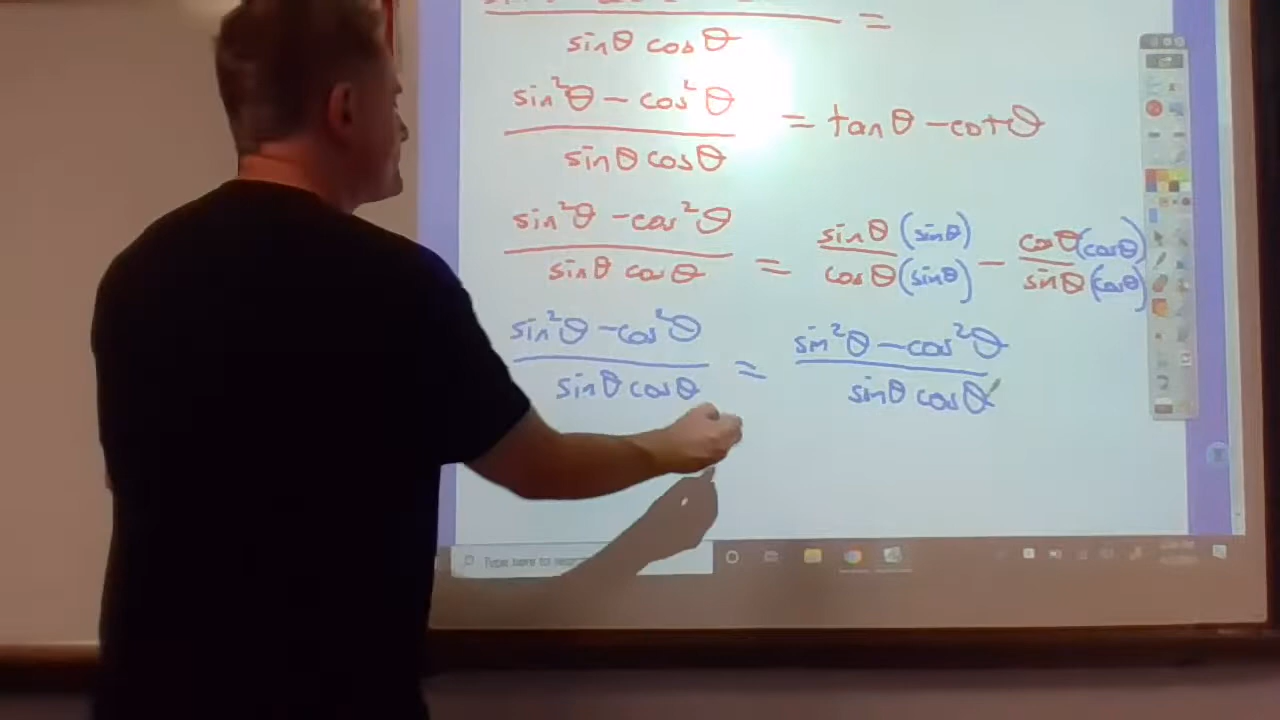 =
sinθ cosθ
sin²θ − cos²θ
= tanθ − cotθ
sinθ cosθ
sin²θ − cos²θ = sinθ (sinθ) − cosθ (cosθ)
sinθ cosθ cosθ (sinθ) sinθ (cosθ)
sin²θ − cos²θ = sin²θ − cos²θ
sinθ cosθ sinθ cosθ
Type here to